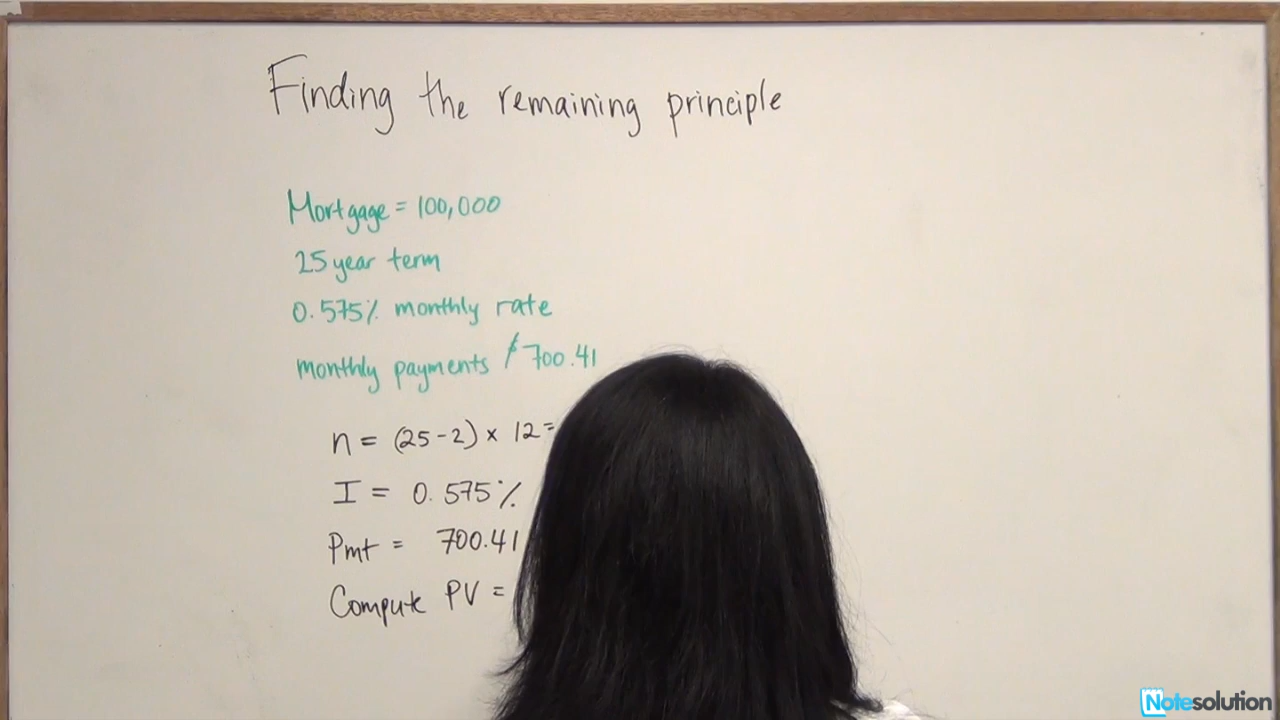 Finding the remaining principle
Mortgage = 100,000
25 year term
0.575% monthly rate
monthly payments $700.41
n = (25-2) × 12 =
I = 0.575%
Pmt = 700.41
Compute PV =
Notesolution